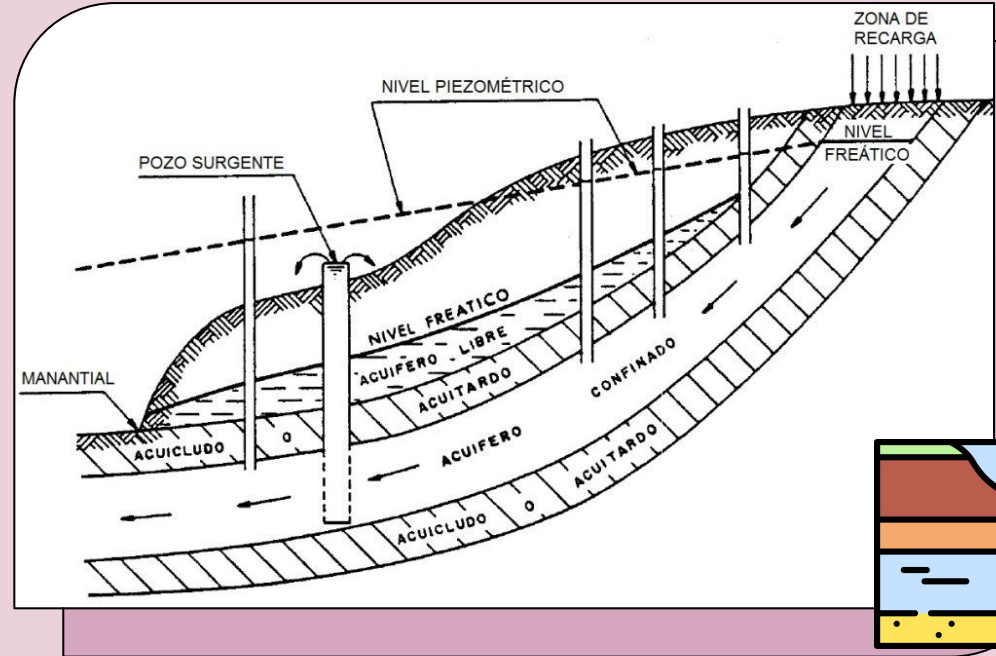 ZONA DE
RECARGA
NIVEL PIEZOMÉTRICO
NIVEL
FREÁTICO
POZO SURGENTE
NIVEL FREATICO
ACUIFERO - LIBRE
MANANTIAL
ACUITARDO
CONFINADO
ACUICLUDO O
ACUIFERO
ACUITARDO
ACUICLUDO O